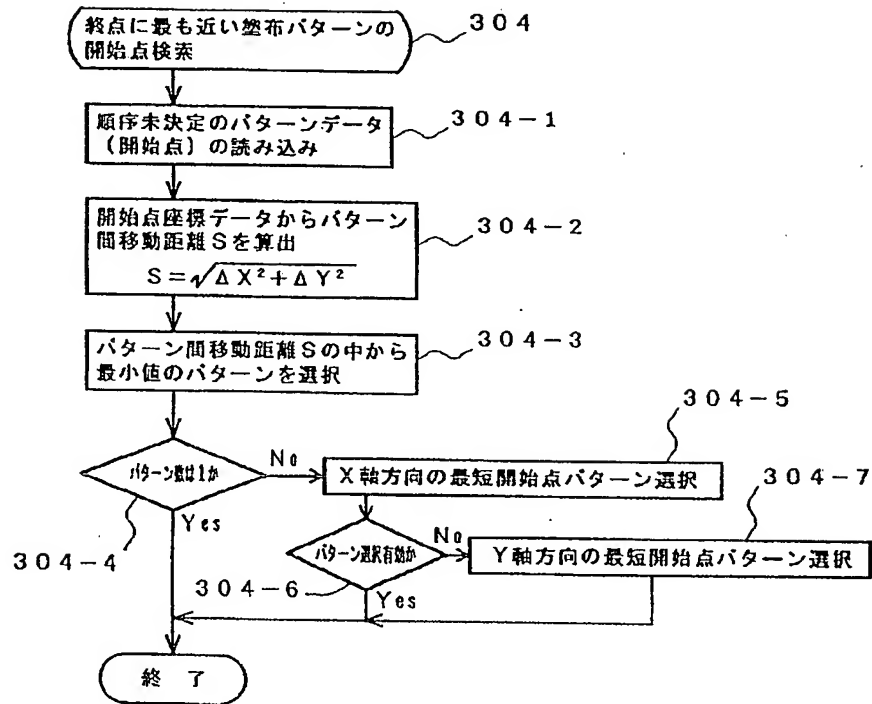 終点に最も近い塗布パターンの
開始点検索
304
順序未決定のパターンデータ
(開始点)の読み込み
304-1
開始点座標データからパターン
間移動距離Sを算出
S=√ΔX²+ΔY²
304-2
パターン間移動距離Sの中から
最小値のパターンを選択
304-3
パターン数は1か
No
Yes
304-4
X軸方向の最短開始点パターン選択
304-5
パターン選択有効か
No
Yes
304-6
Y軸方向の最短開始点パターン選択
304-7
終 了